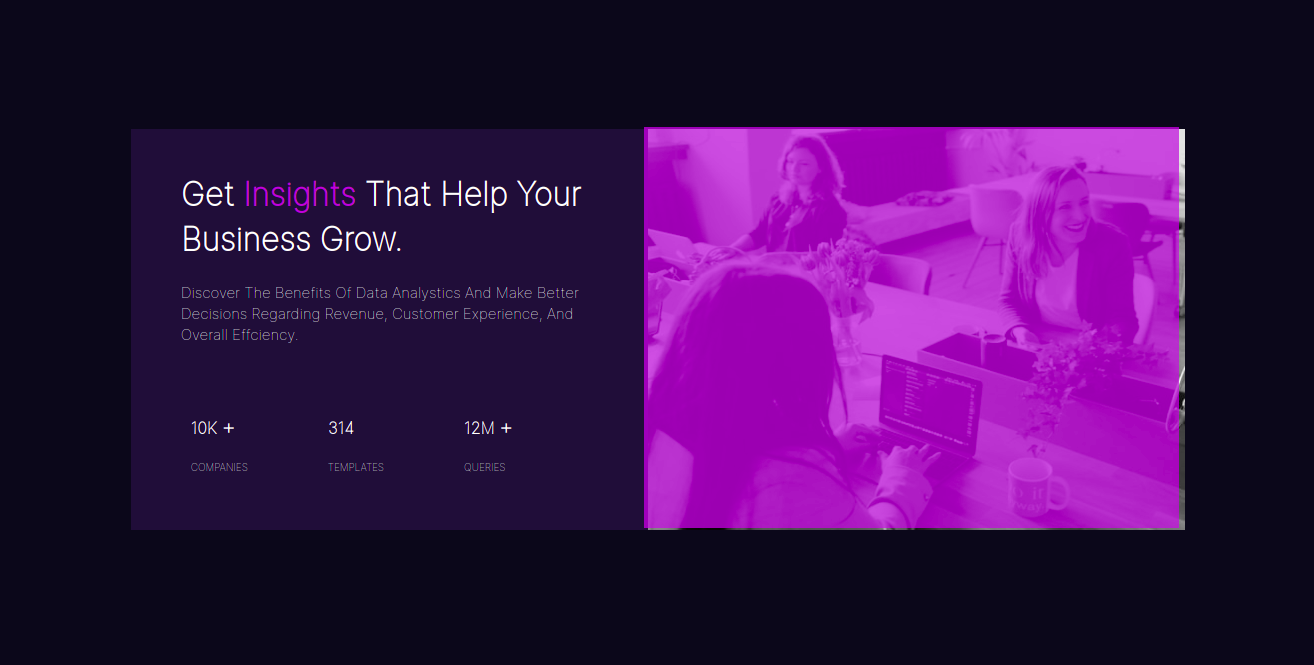 Get Insights That Help Your
Business Grow.
Discover The Benefits Of Data Analystics And Make Better
Decisions Regarding Revenue, Customer Experience, And
Overall Effciency.
10K + 314 12M +
COMPANIES TEMPLATES QUERIES